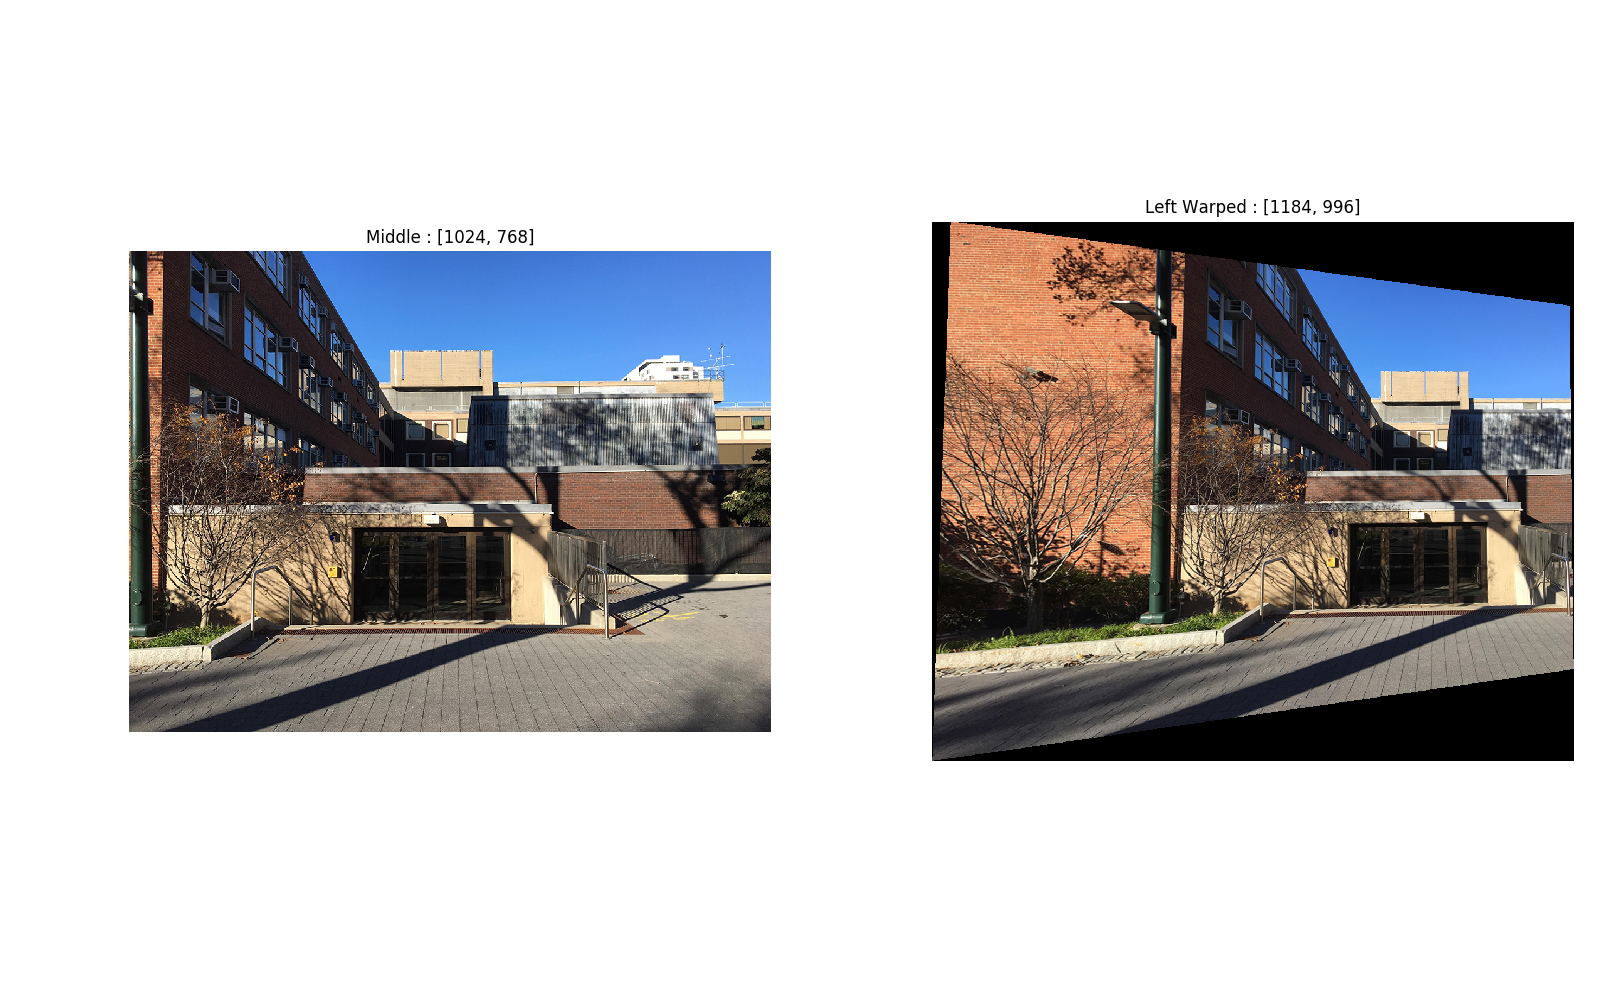 Middle : [1024, 768]
Left Warped : [1184, 996]